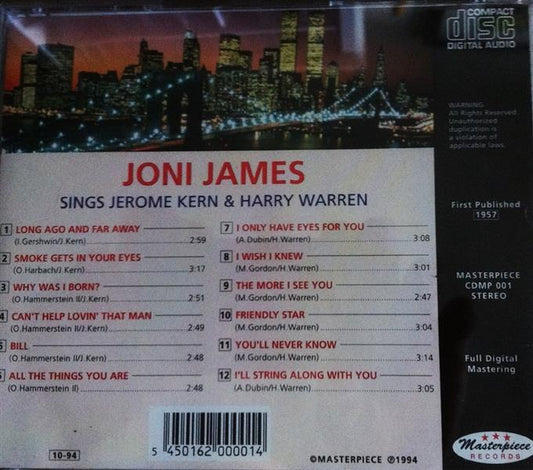 COMPACT
disc
DIGITAL AUDIO
WARNING:
All Rights Reserved
Unauthorized
duplication is
a violation of
applicable laws.
JONI JAMES
SINGS JEROME KERN & HARRY WARREN
1 LONG AGO AND FAR AWAY
(I.Gershwin/J.Kern) 2:59
2 SMOKE GETS IN YOUR EYES
(O.Harbach/J.Kern) 3:17
3 WHY WAS I BORN?
(O.Hammerstein II/J.Kern) 2:51
4 CAN'T HELP LOVIN' THAT MAN
(O.Hammerstein II/J.Kern) 2:49
5 BILL
(O.Hammerstein II/J.Kern) 2:48
6 ALL THE THINGS YOU ARE
(O.Hammerstein II) 2:48
7 I ONLY HAVE EYES FOR YOU
(A.Dubin/H.Warren) 3:08
8 I WISH I KNEW
(M.Gordon/H.Warren) 3:01
9 THE MORE I SEE YOU
(M.Gordon/H.Warren) 2:47
10 FRIENDLY STAR
(M.Gordon/H.Warren) 3:04
11 YOU'LL NEVER KNOW
(M.Gordon/H.Warren) 3:14
12 I'LL STRING ALONG WITH YOU
(A.Dubin/H.Warren) 3:05
First Published
1957
MASTERPIECE
CDMP 001
STEREO
Full Digital
Mastering
10-94
5 450162 000014
©MASTERPIECE ℗1994
Masterpiece
RECORDS